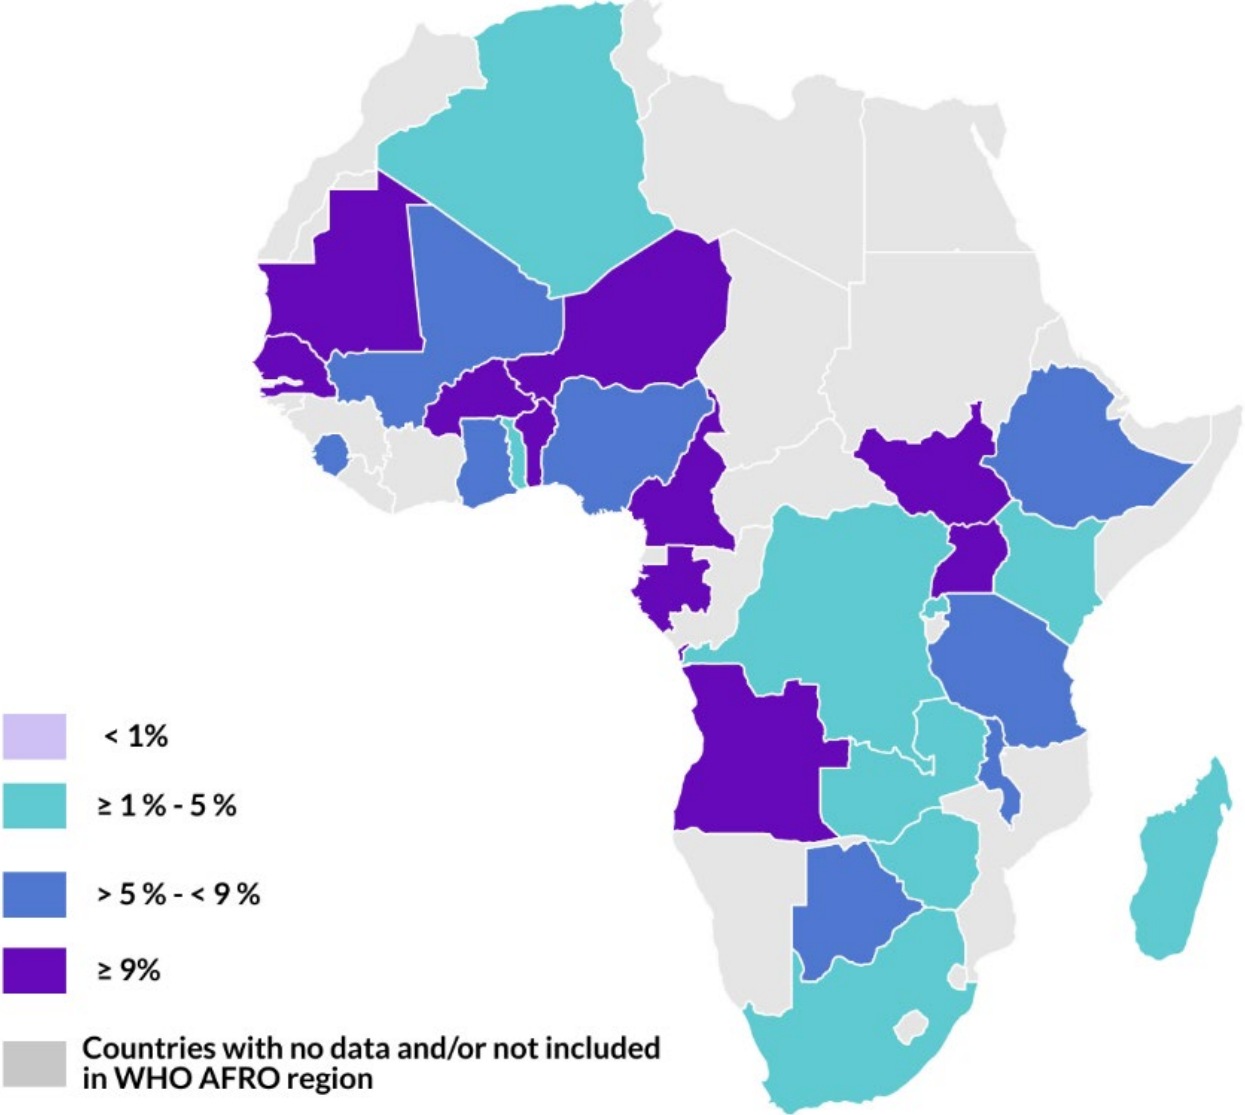 < 1%
≥ 1 % - 5 %
> 5 % - < 9 %
≥ 9%
Countries with no data and/or not included
in WHO AFRO region